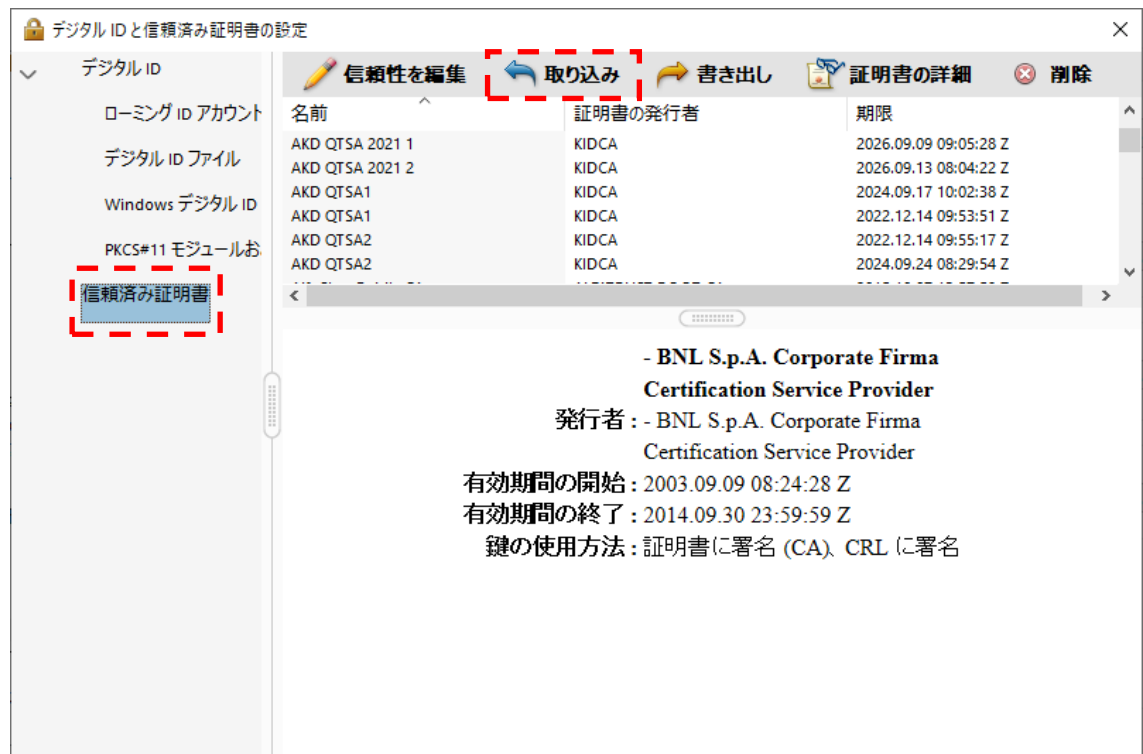 デジタル ID と信頼済み証明書の設定
デジタル ID
ローミング ID アカウント
デジタル ID ファイル
Windows デジタル ID
PKCS#11 モジュールお
信頼済み証明書
信頼性を編集 取り込み 書き出し 証明書の詳細 削除
名前 証明書の発行者 期限
AKD QTSA 2021 1 KIDCA 2026.09.09 09:05:28 Z
AKD QTSA 2021 2 KIDCA 2026.09.13 08:04:22 Z
AKD QTSA1 KIDCA 2024.09.17 10:02:38 Z
AKD QTSA1 KIDCA 2022.12.14 09:53:51 Z
AKD QTSA2 KIDCA 2022.12.14 09:55:17 Z
AKD QTSA2 KIDCA 2024.09.24 08:29:54 Z
- BNL S.p.A. Corporate Firma
Certification Service Provider
発行者 : - BNL S.p.A. Corporate Firma
Certification Service Provider
有効期間の開始 : 2003.09.09 08:24:28 Z
有効期間の終了 : 2014.09.30 23:59:59 Z
鍵の使用方法 : 証明書に署名 (CA)、CRL に署名